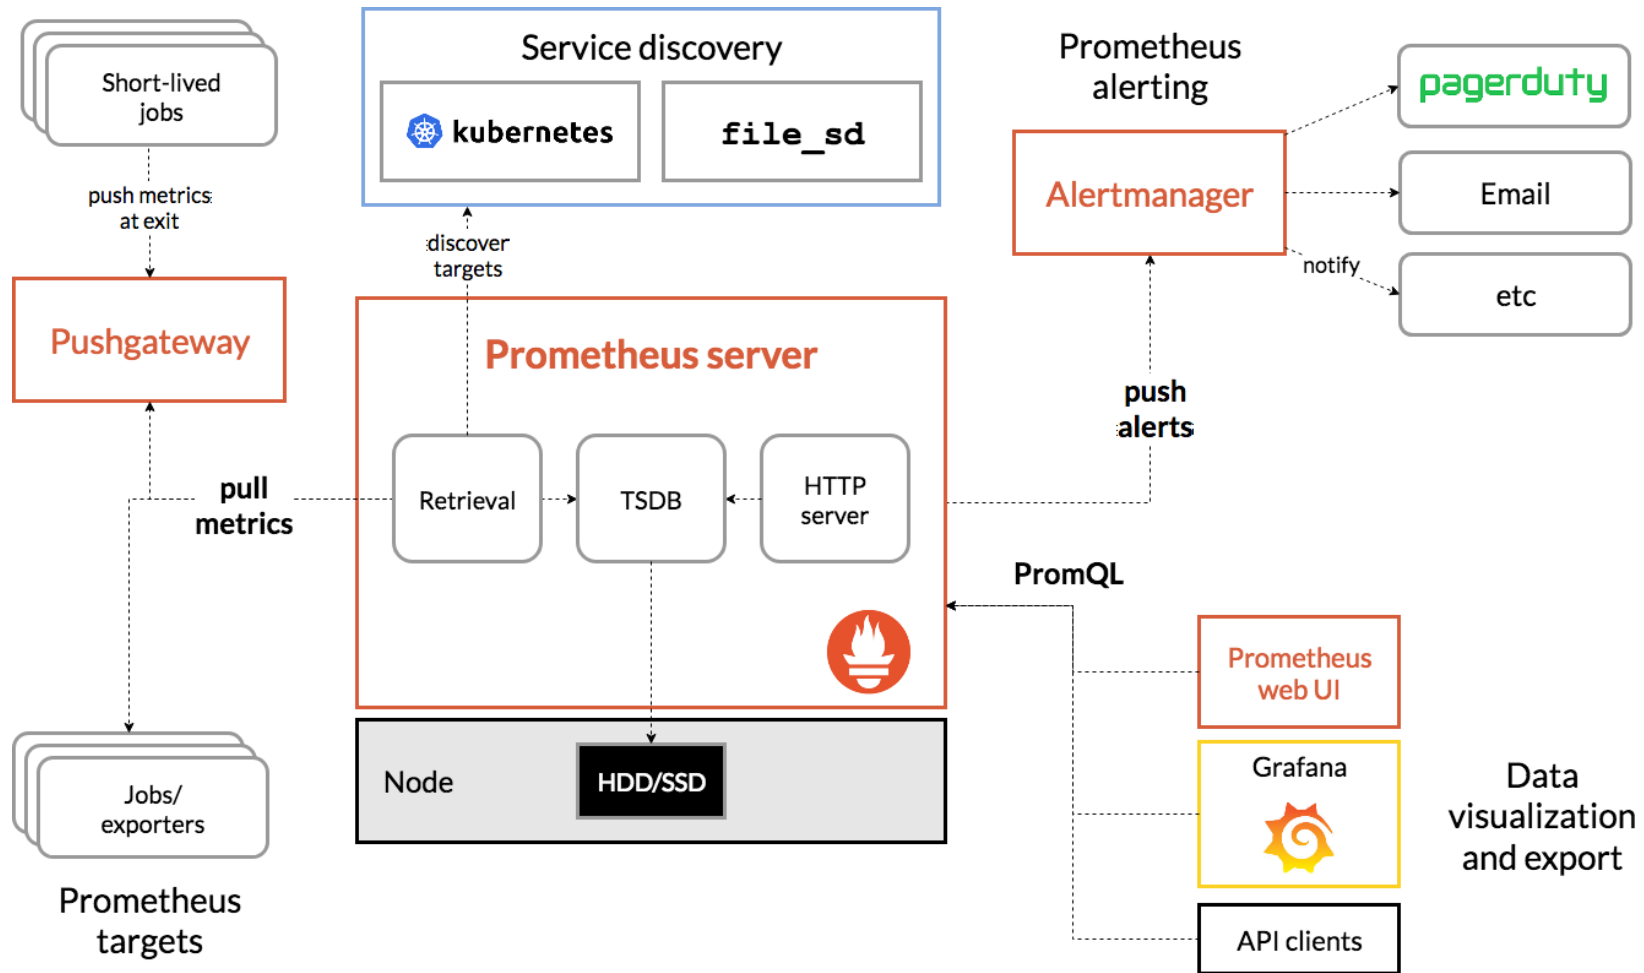 Short-lived
jobs
push metrics
at exit
Pushgateway
pull
metrics
Jobs/
exporters
Prometheus
targets
Service discovery
kubernetes
file_sd
discover
targets
Prometheus server
Retrieval
TSDB
HTTP
server
Node
HDD/SSD
Prometheus
alerting
Alertmanager
pagerduty
Email
notify
etc
push
alerts
PromQL
Prometheus
web UI
Grafana
API clients
Data
visualization
and export